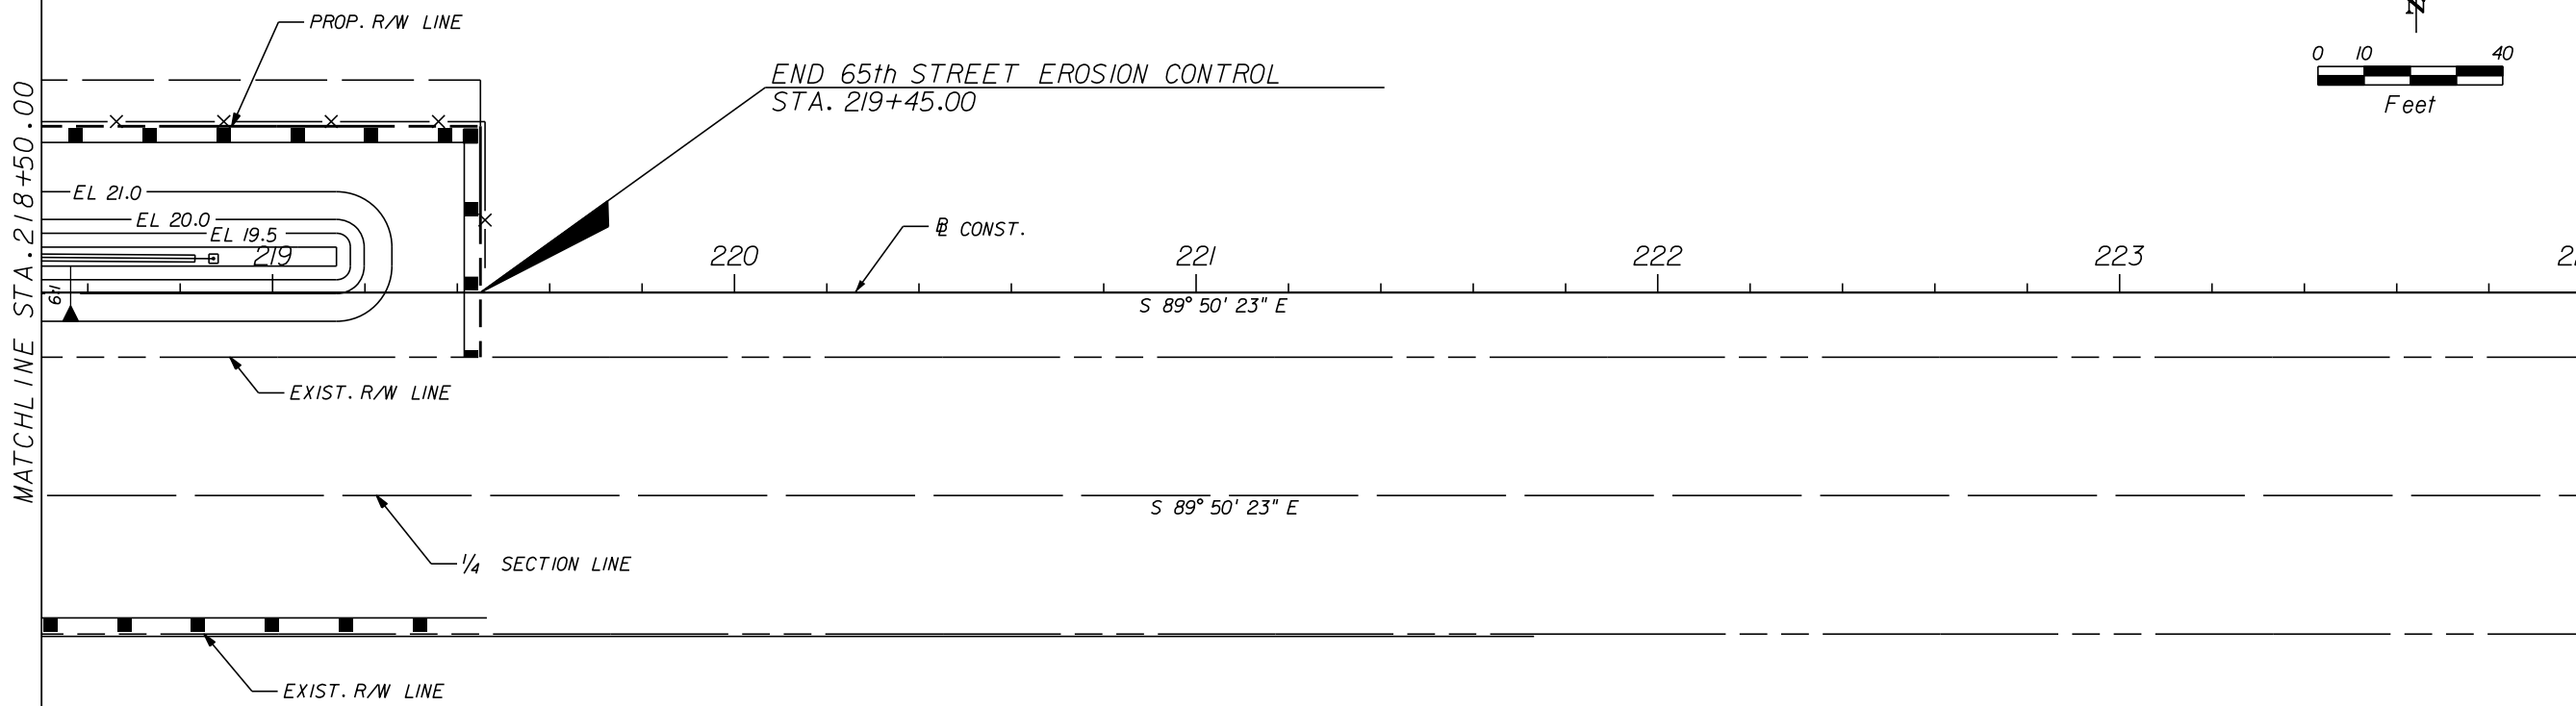 PROP. R/W LINE
N
0 10 40
Feet
END 65th STREET EROSION CONTROL
STA. 219+45.00
MATCHLINE STA. 218+50.00
EL 21.0
EL 20.0
EL 19.5
219
220
221
222
223
6:1
CONST.
S 89° 50' 23" E
EXIST. R/W LINE
S 89° 50' 23" E
1/4 SECTION LINE
EXIST. R/W LINE